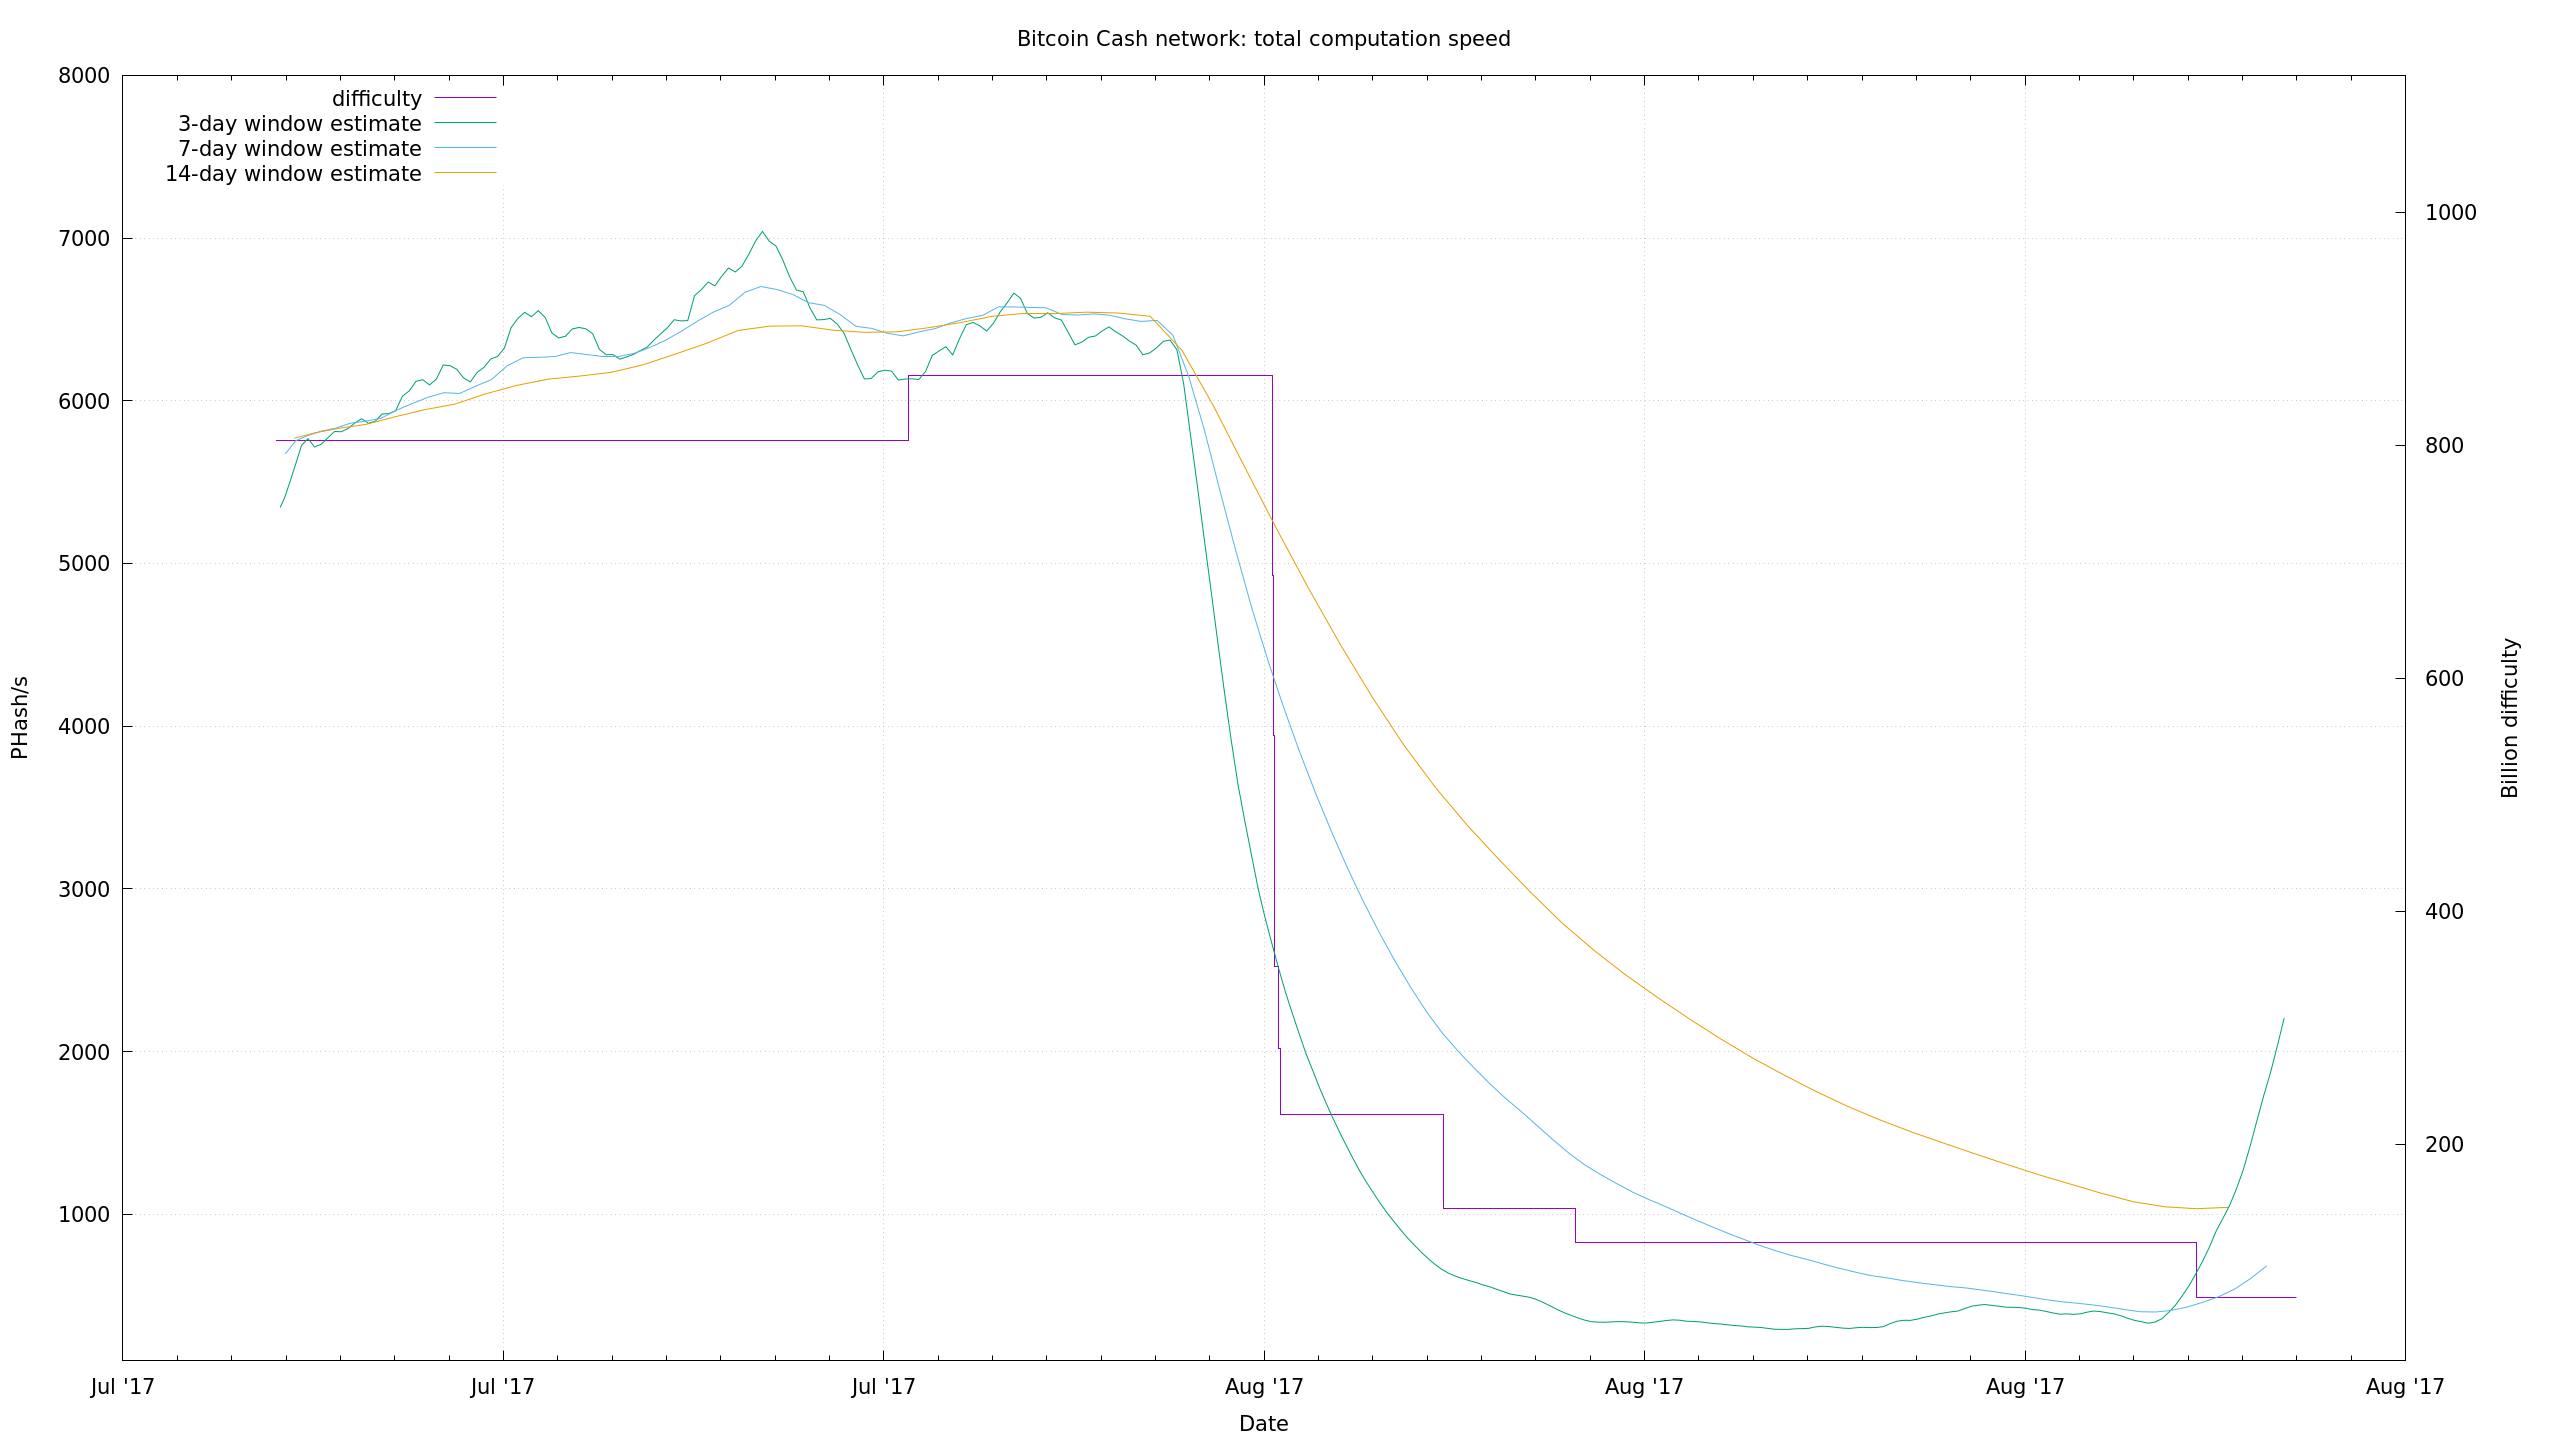 Bitcoin Cash network: total computation speed
difficulty
3-day window estimate
7-day window estimate
14-day window estimate
8000
7000
6000
5000
4000
3000
2000
1000
PHash/s
1000
800
600
400
200
Billion difficulty
Jul '17
Jul '17
Jul '17
Aug '17
Aug '17
Aug '17
Aug '17
Date